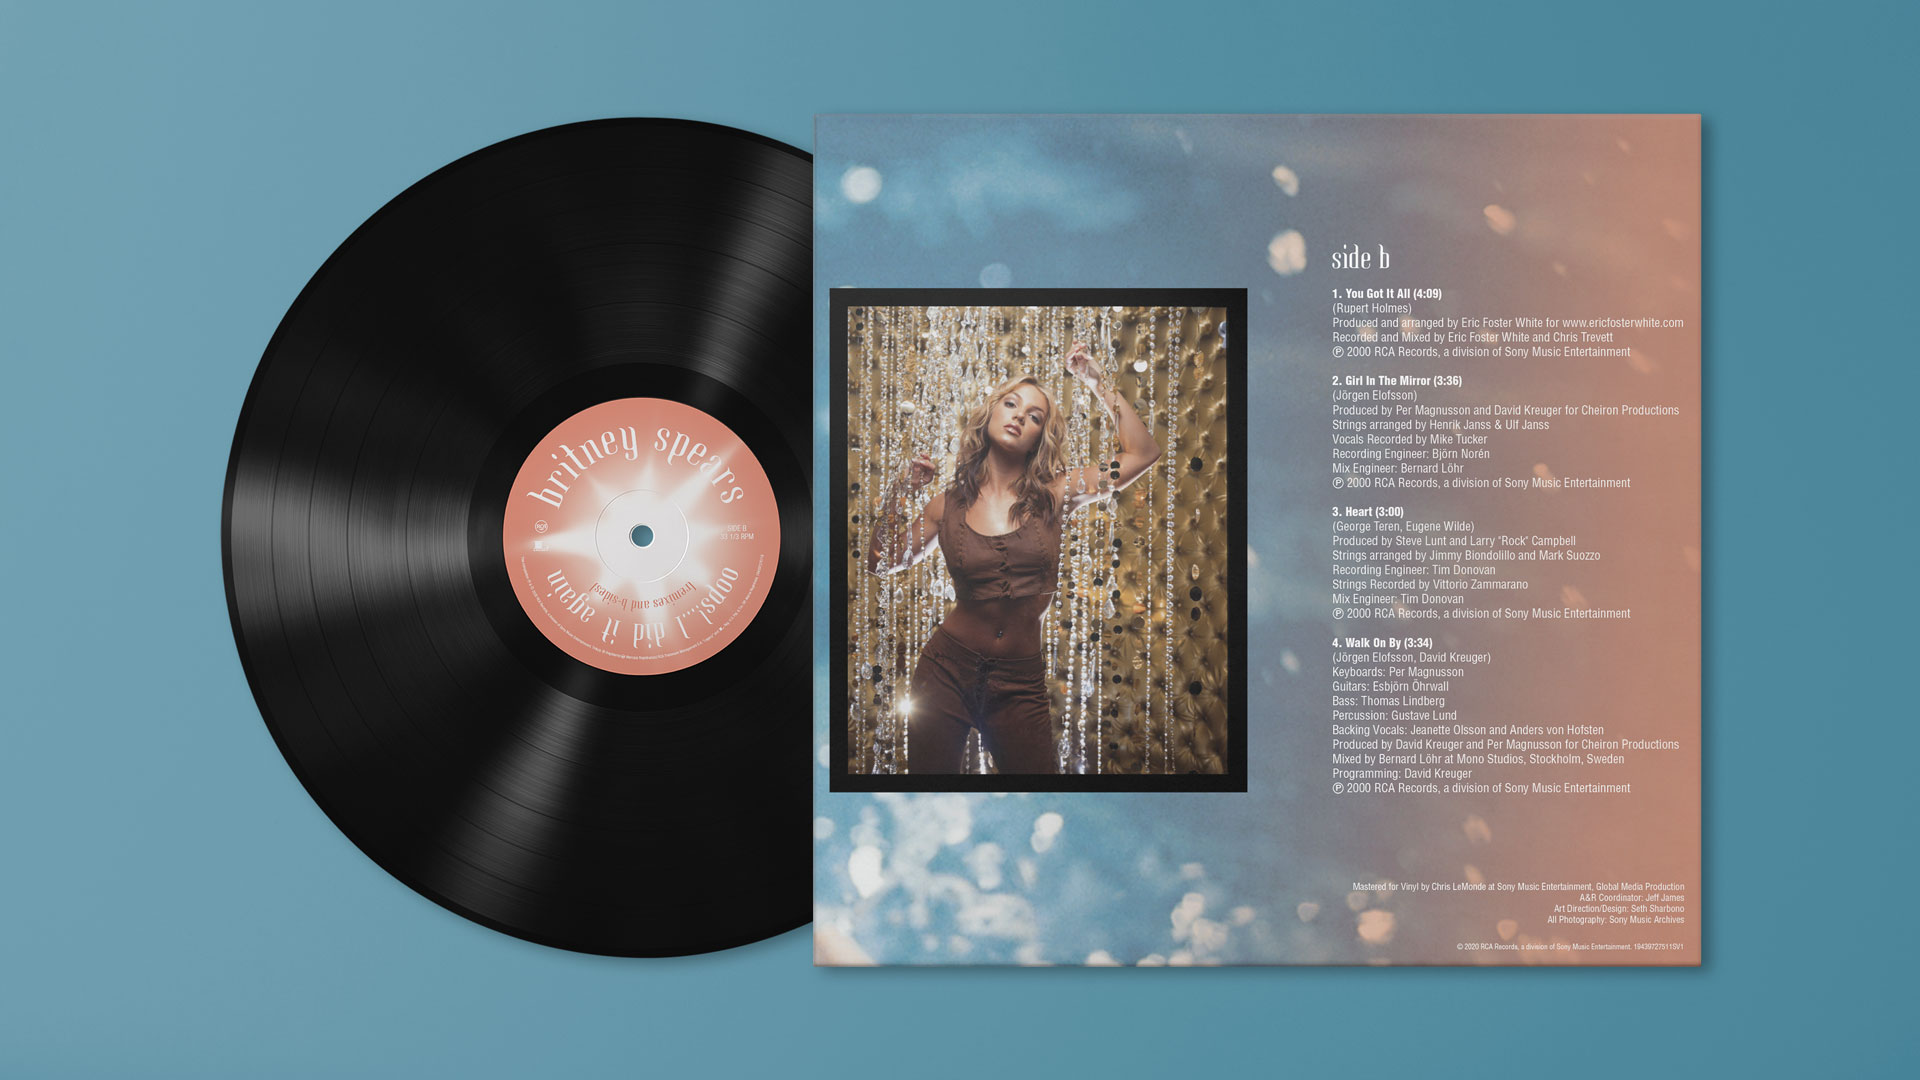 britney spears
RCA
SIDE B
33 1/3 RPM
oops!...I did it again
(remixes and b-sides)
side b
1. You Got It All (4:09)
(Rupert Holmes)
Produced and arranged by Eric Foster White for www.ericfosterwhite.com
Recorded and Mixed by Eric Foster White and Chris Trevett
℗ 2000 RCA Records, a division of Sony Music Entertainment
2. Girl In The Mirror (3:36)
(Jörgen Elofsson)
Produced by Per Magnusson and David Kreuger for Cheiron Productions
Strings arranged by Henrik Janss & Ulf Janss
Vocals Recorded by Mike Tucker
Recording Engineer: Björn Norén
Mix Engineer: Bernard Löhr
℗ 2000 RCA Records, a division of Sony Music Entertainment
3. Heart (3:00)
(George Teren, Eugene Wilde)
Produced by Steve Lunt and Larry "Rock" Campbell
Strings arranged by Jimmy Biondolillo and Mark Suozzo
Recording Engineer: Tim Donovan
Strings Recorded by Vittorio Zammarano
Mix Engineer: Tim Donovan
℗ 2000 RCA Records, a division of Sony Music Entertainment
4. Walk On By (3:34)
(Jörgen Elofsson, David Kreuger)
Keyboards: Per Magnusson
Guitars: Esbjörn Öhrwall
Bass: Thomas Lindberg
Percussion: Gustave Lund
Backing Vocals: Jeanette Olsson and Anders von Hofsten
Produced by David Kreuger and Per Magnusson for Cheiron Productions
Mixed by Bernard Löhr at Mono Studios, Stockholm, Sweden
Programming: David Kreuger
℗ 2000 RCA Records, a division of Sony Music Entertainment
Mastered for Vinyl by Chris LeMonde at Sony Music Entertainment, Global Media Production
A&R Coordinator: Jeff James
Art Direction/Design: Seth Sharbono
All Photography: Sony Music Archives
© 2020 RCA Records, a division of Sony Music Entertainment. 19439727511SV1